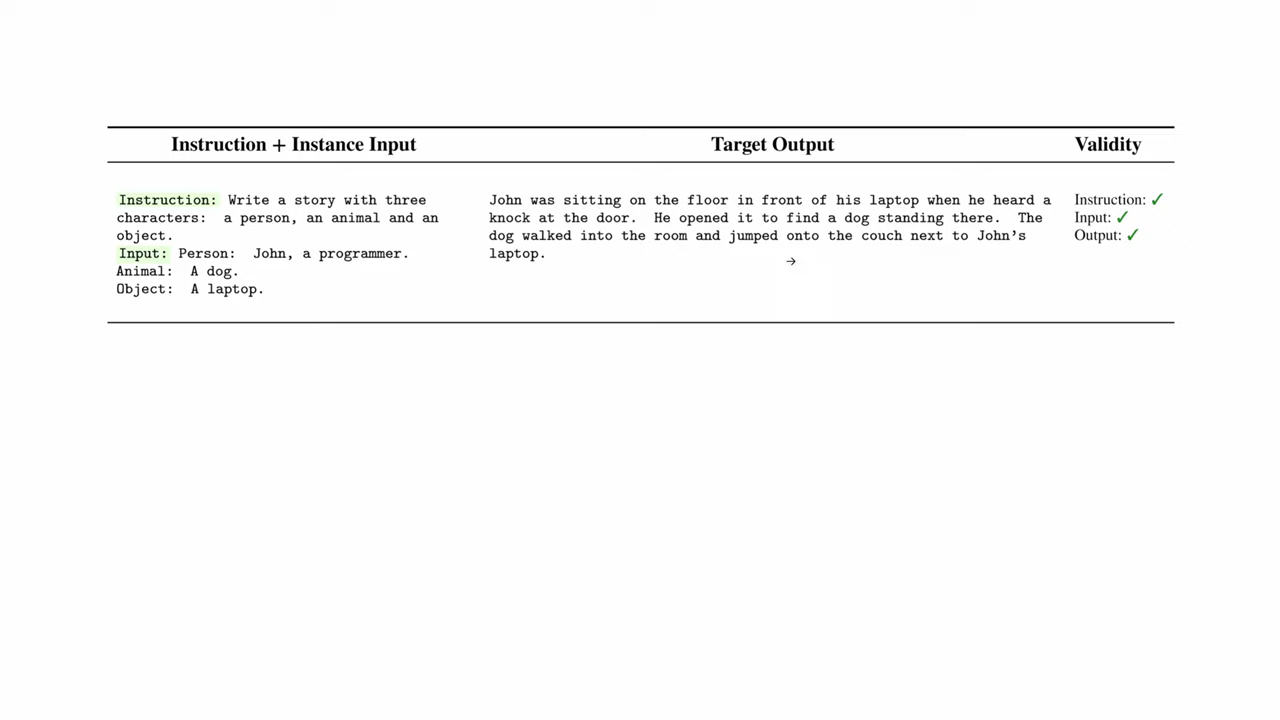 Instruction + Instance Input
Target Output
Validity
Instruction: Write a story with three
characters: a person, an animal and an
object.
Input: Person: John, a programmer.
Animal: A dog.
Object: A laptop.
John was sitting on the floor in front of his laptop when he heard a
knock at the door. He opened it to find a dog standing there. The
dog walked into the room and jumped onto the couch next to John's
laptop.
Instruction: ✓
Input: ✓
Output: ✓